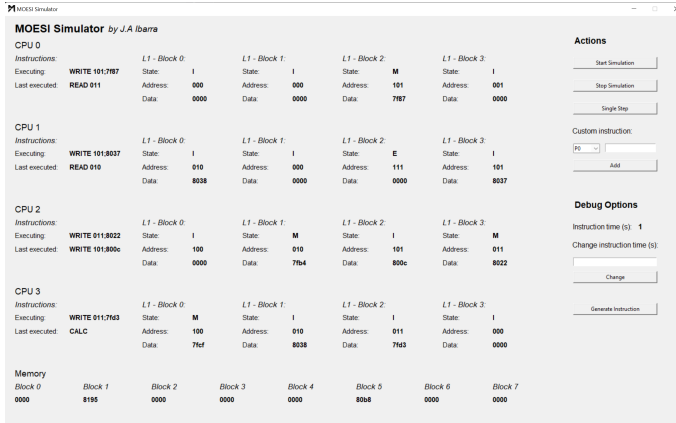 MOESI Simulator
MOESI Simulator by J.A Ibarra
CPU 0
Instructions: L1 - Block 0: L1 - Block 1: L1 - Block 2: L1 - Block 3:
Executing: WRITE 101;7f87 State: I State: I State: M State: I
Last executed: READ 011 Address: 000 Address: 000 Address: 101 Address: 001
Data: 0000 Data: 0000 Data: 7f87 Data: 0000
CPU 1
Instructions: L1 - Block 0: L1 - Block 1: L1 - Block 2: L1 - Block 3:
Executing: WRITE 101;8037 State: I State: I State: E State: I
Last executed: READ 010 Address: 010 Address: 000 Address: 111 Address: 101
Data: 8038 Data: 0000 Data: 0000 Data: 8037
CPU 2
Instructions: L1 - Block 0: L1 - Block 1: L1 - Block 2: L1 - Block 3:
Executing: WRITE 011;8022 State: I State: M State: I State: M
Last executed: WRITE 101;800c Address: 100 Address: 010 Address: 101 Address: 011
Data: 0000 Data: 7fb4 Data: 800c Data: 8022
CPU 3
Instructions: L1 - Block 0: L1 - Block 1: L1 - Block 2: L1 - Block 3:
Executing: WRITE 011;7fd3 State: M State: I State: I State: I
Last executed: CALC Address: 100 Address: 010 Address: 011 Address: 000
Data: 7fcf Data: 8038 Data: 7fd3 Data: 0000
Memory
Block 0 Block 1 Block 2 Block 3 Block 4 Block 5 Block 6 Block 7
0000 8195 0000 0000 0000 80b8 0000 0000
Actions
Start Simulation
Stop Simulation
Single Step
Custom instruction:
P0
Add
Debug Options
Instruction time (s): 1
Change instruction time (s):
Change
Generate Instruction